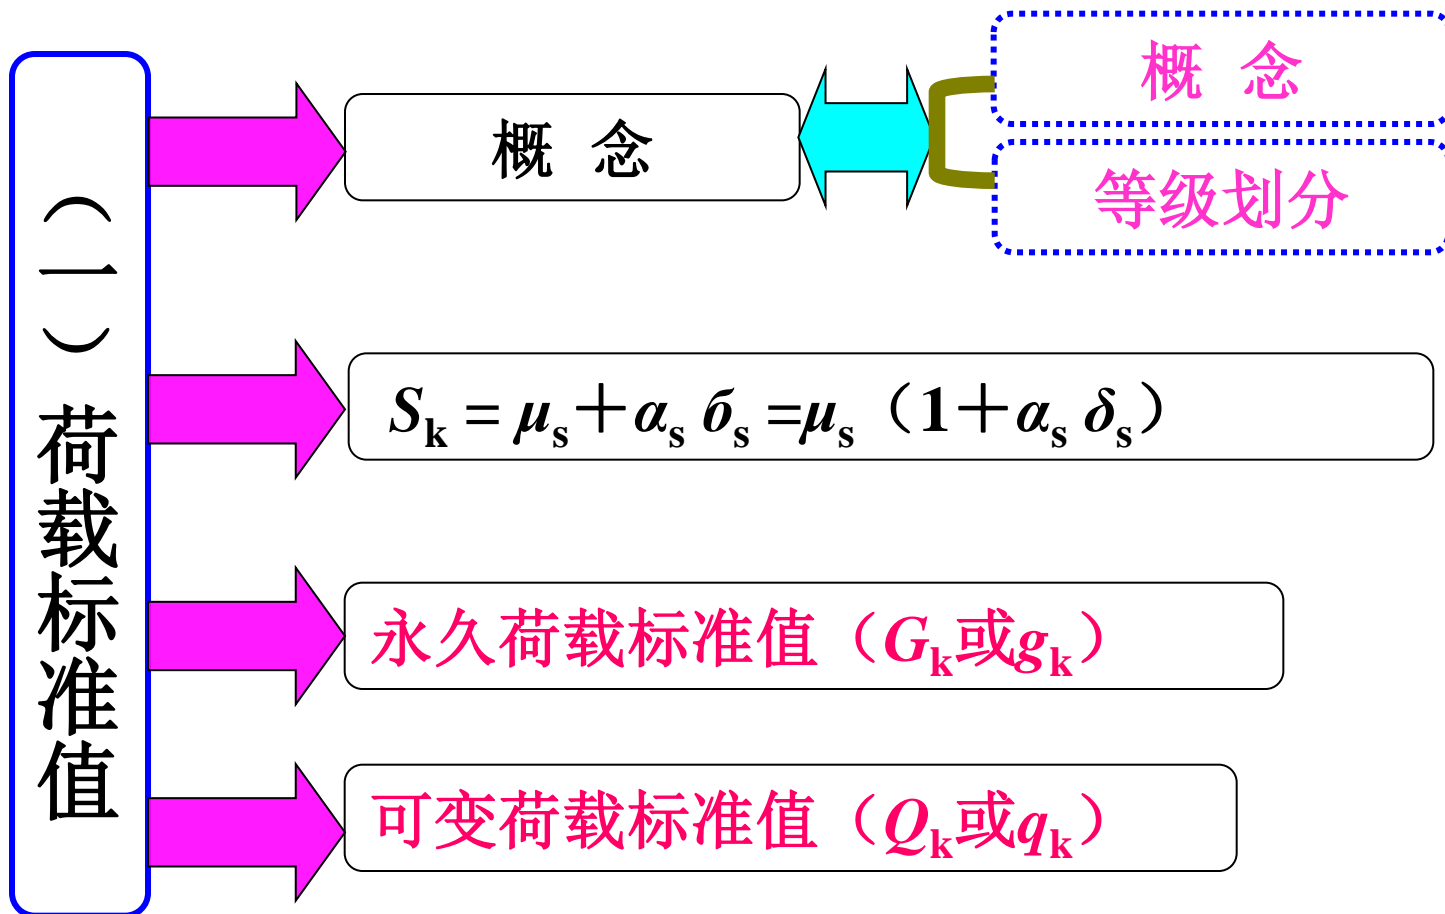 （一）荷载标准值
概 念
概 念
等级划分
Sk = μs＋αs σs =μs（1＋αs δs）
永久荷载标准值（Gk或gk）
可变荷载标准值（Qk或qk）